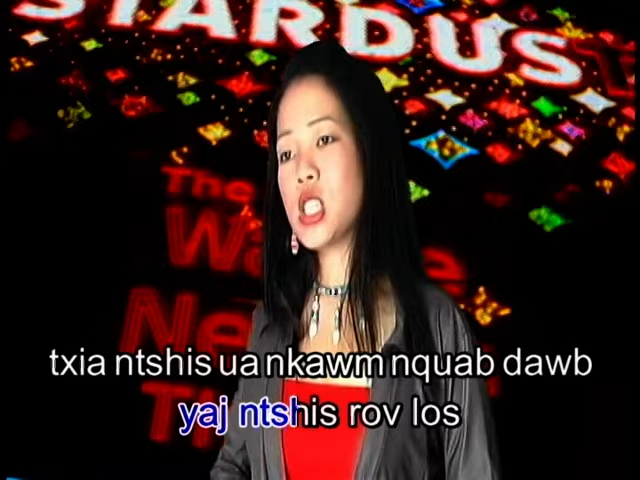 STARDUST
The
Wa e
Ne
T
txia ntshis ua nkawm nquab dawb
yaj ntshis rov los